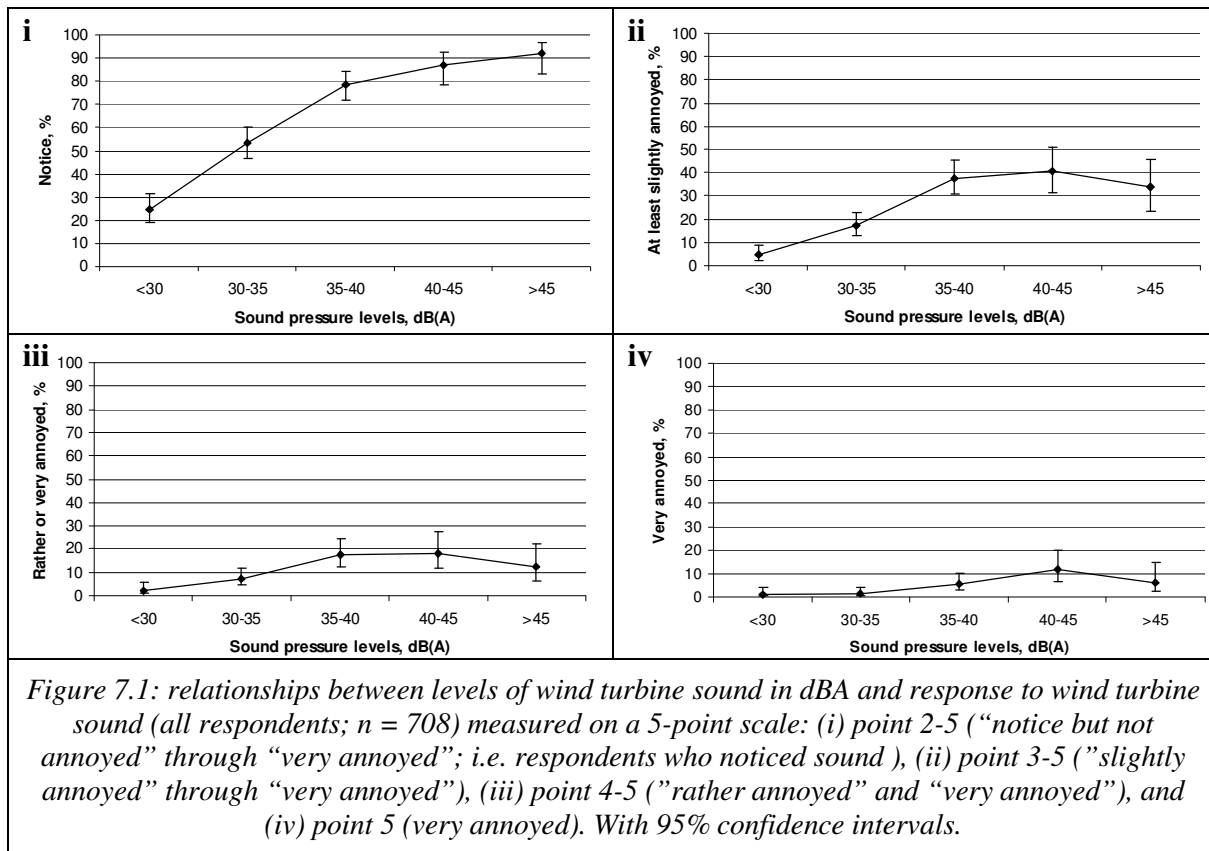 i
Notice, %
100
90
80
70
60
50
40
30
20
10
0
<30 30-35 35-40 40-45 >45
Sound pressure levels, dB(A)
ii
At least slightly annoyed, %
100
90
80
70
60
50
40
30
20
10
0
<30 30-35 35-40 40-45 >45
Sound pressure levels, dB(A)
iii
Rather or very annoyed, %
100
90
80
70
60
50
40
30
20
10
0
<30 30-35 35-40 40-45 >45
Sound pressure levels, dB(A)
iv
Very annoyed, %
100
90
80
70
60
50
40
30
20
10
0
<30 30-35 35-40 40-45 >45
Sound pressure levels, dB(A)
Figure 7.1: relationships between levels of wind turbine sound in dBA and response to wind turbine
sound (all respondents; n = 708) measured on a 5-point scale: (i) point 2-5 (“notice but not
annoyed” through “very annoyed”; i.e. respondents who noticed sound ), (ii) point 3-5 (”slightly
annoyed” through “very annoyed”), (iii) point 4-5 (”rather annoyed” and “very annoyed”), and
(iv) point 5 (very annoyed). With 95% confidence intervals.